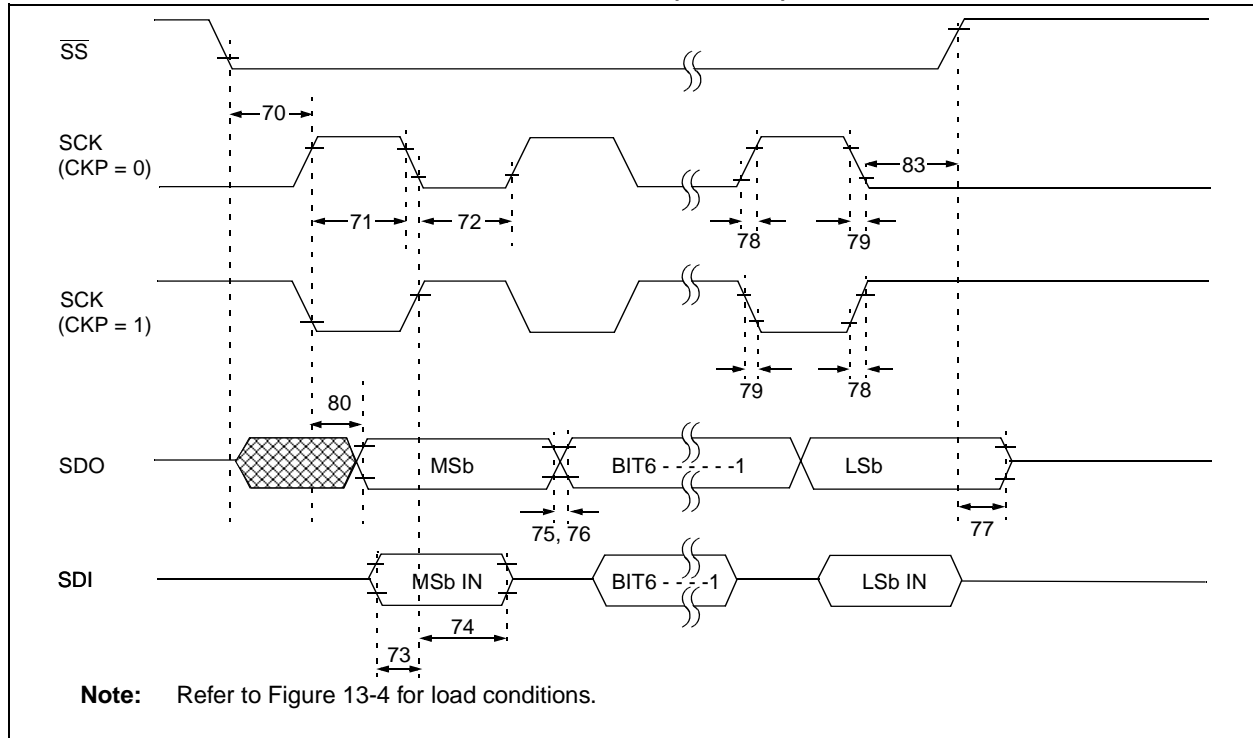 SS
70
SCK
(CKP = 0)
83
71
72
78
79
SCK
(CKP = 1)
79
78
80
SDO
MSb
BIT6 - - - - - -1
LSb
75, 76
77
SDI
MSb IN
BIT6 - - - -1
LSb IN
74
73
Note: Refer to Figure 13-4 for load conditions.